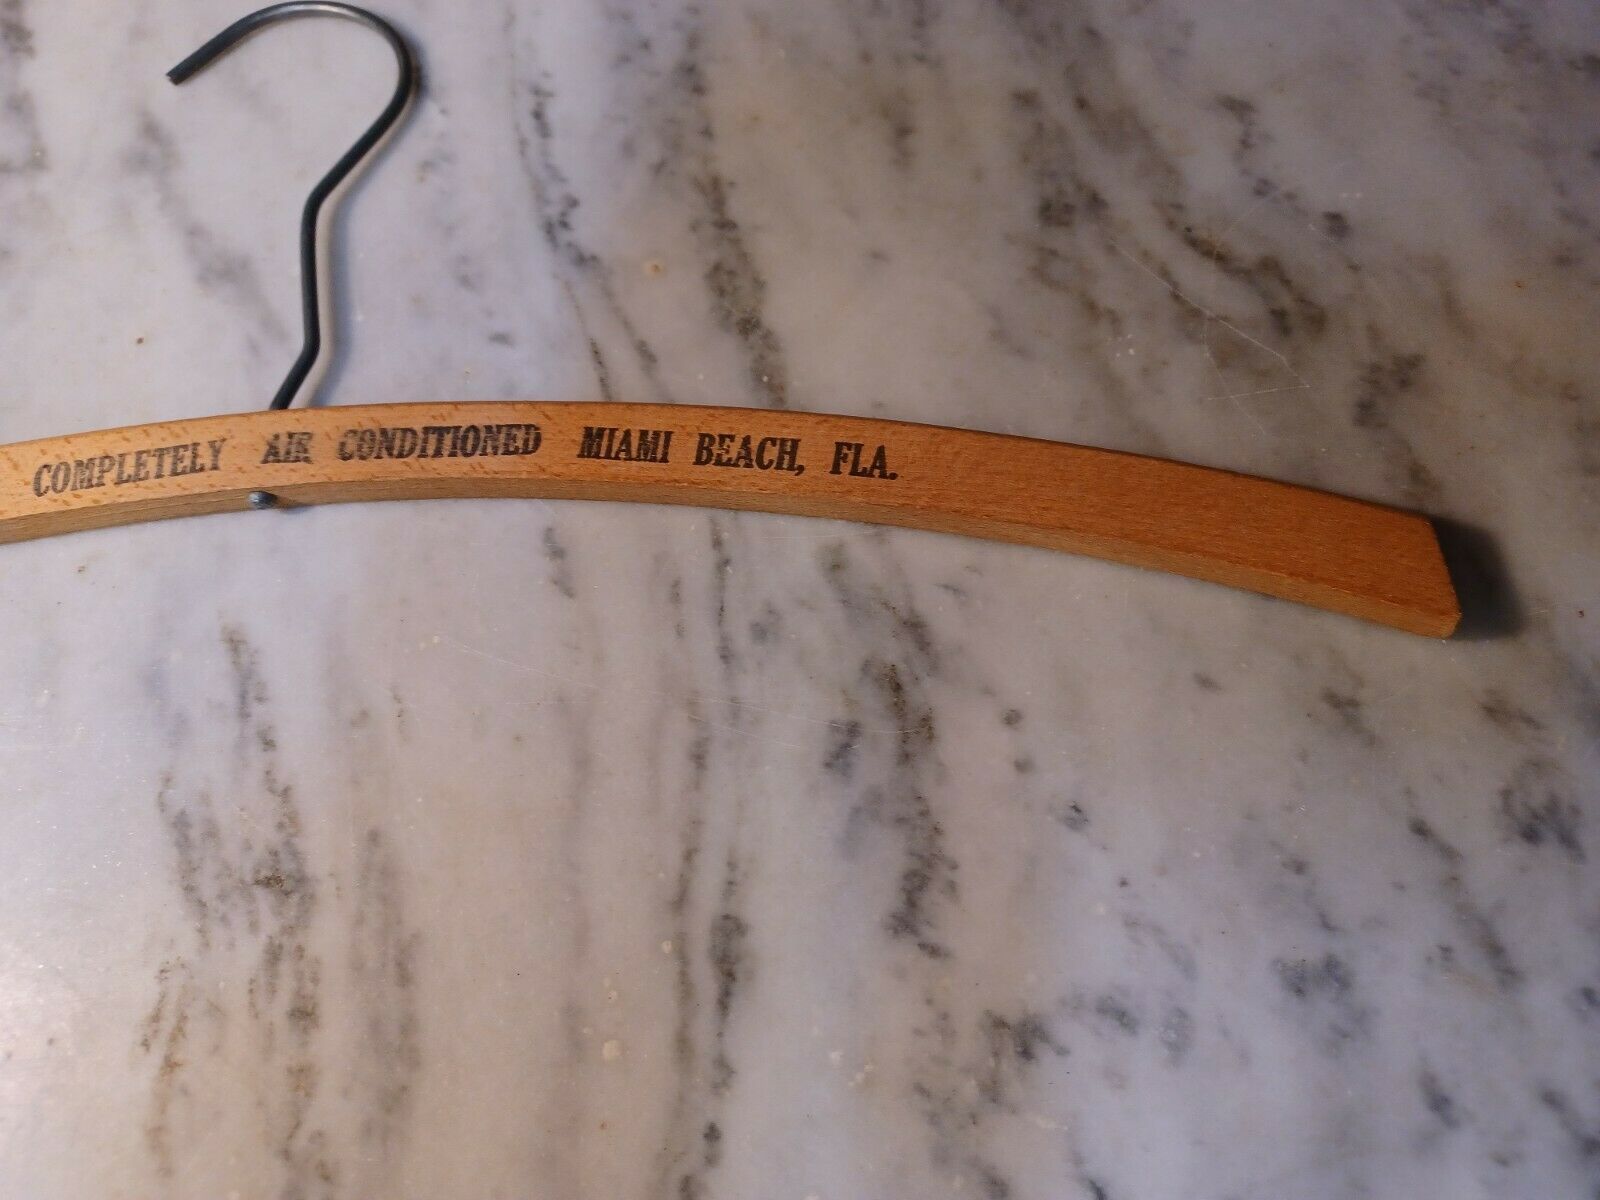 COMPLETELY AIR CONDITIONED MIAMI BEACH, FLA.